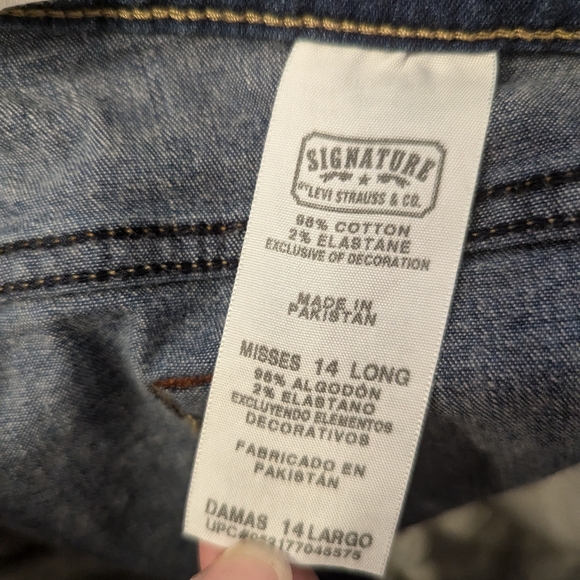 SIGNATURE
BY LEVI STRAUSS & CO.
98% COTTON
2% ELASTANE
EXCLUSIVE OF DECORATION
MADE IN
PAKISTAN
MISSES 14 LONG
98% ALGODÓN
2% ELASTANO
EXCLUYENDO ELEMENTOS
DECORATIVOS
FABRICADO EN
PAKISTÁN
DAMAS 14 LARGO